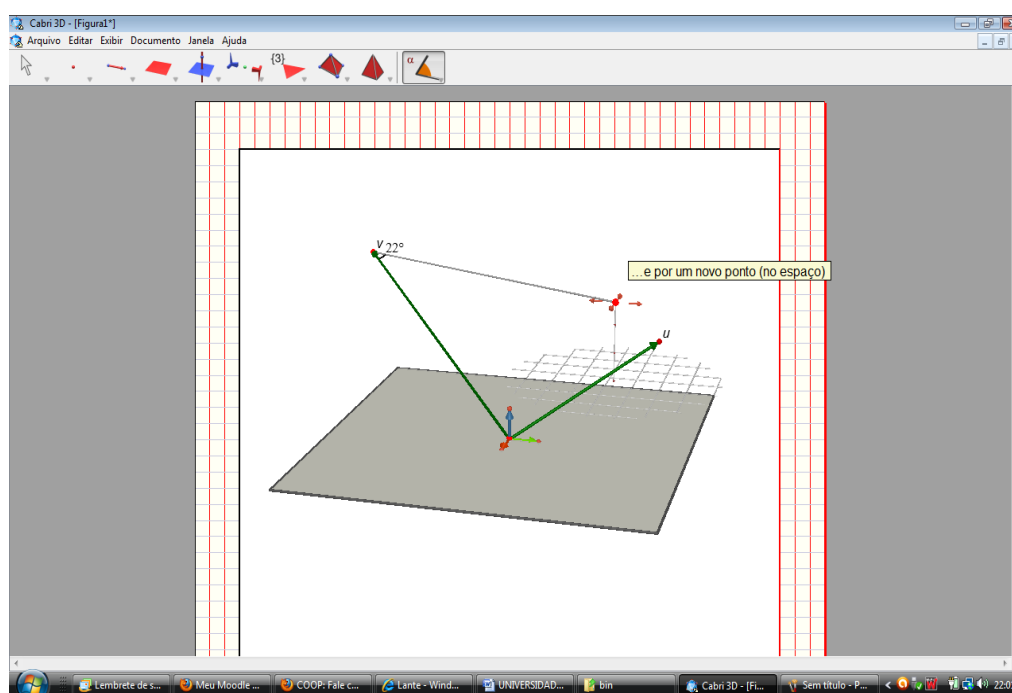 Cabri 3D - [Figura1*]
Arquivo Editar Exibir Documento Janela Ajuda
{3}
α
v 22°
...e por um novo ponto (no espaço)
u
Lembrete de s... Meu Moodle ... COOP: Fale c... Lante - Wind... UNIVERSIDAD... bin Cabri 3D - [Fi... Sem título - P... 22:0